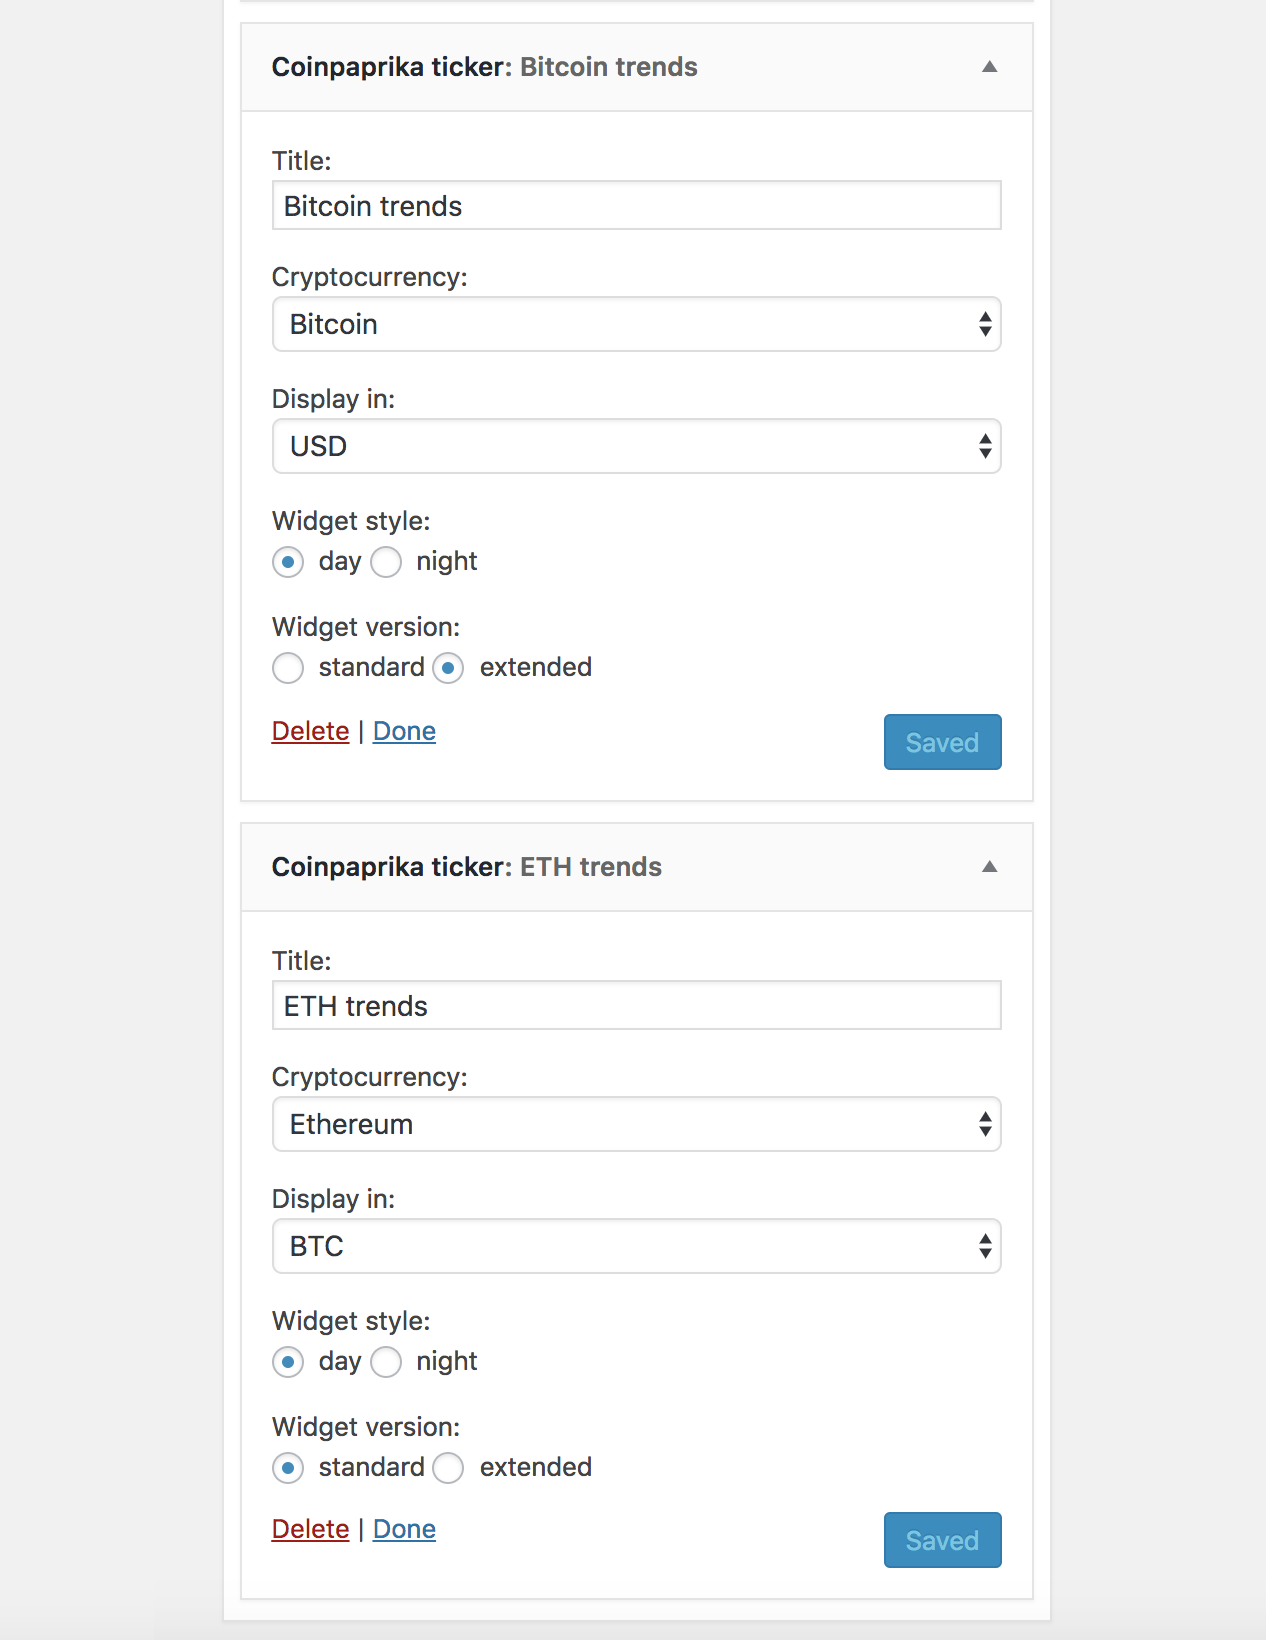 Coinpaprika ticker: Bitcoin trends
Title:
Bitcoin trends
Cryptocurrency:
Bitcoin
Display in:
USD
Widget style:
day night
Widget version:
standard extended
Delete | Done
Saved
Coinpaprika ticker: ETH trends
Title:
ETH trends
Cryptocurrency:
Ethereum
Display in:
BTC
Widget style:
day night
Widget version:
standard extended
Delete | Done
Saved